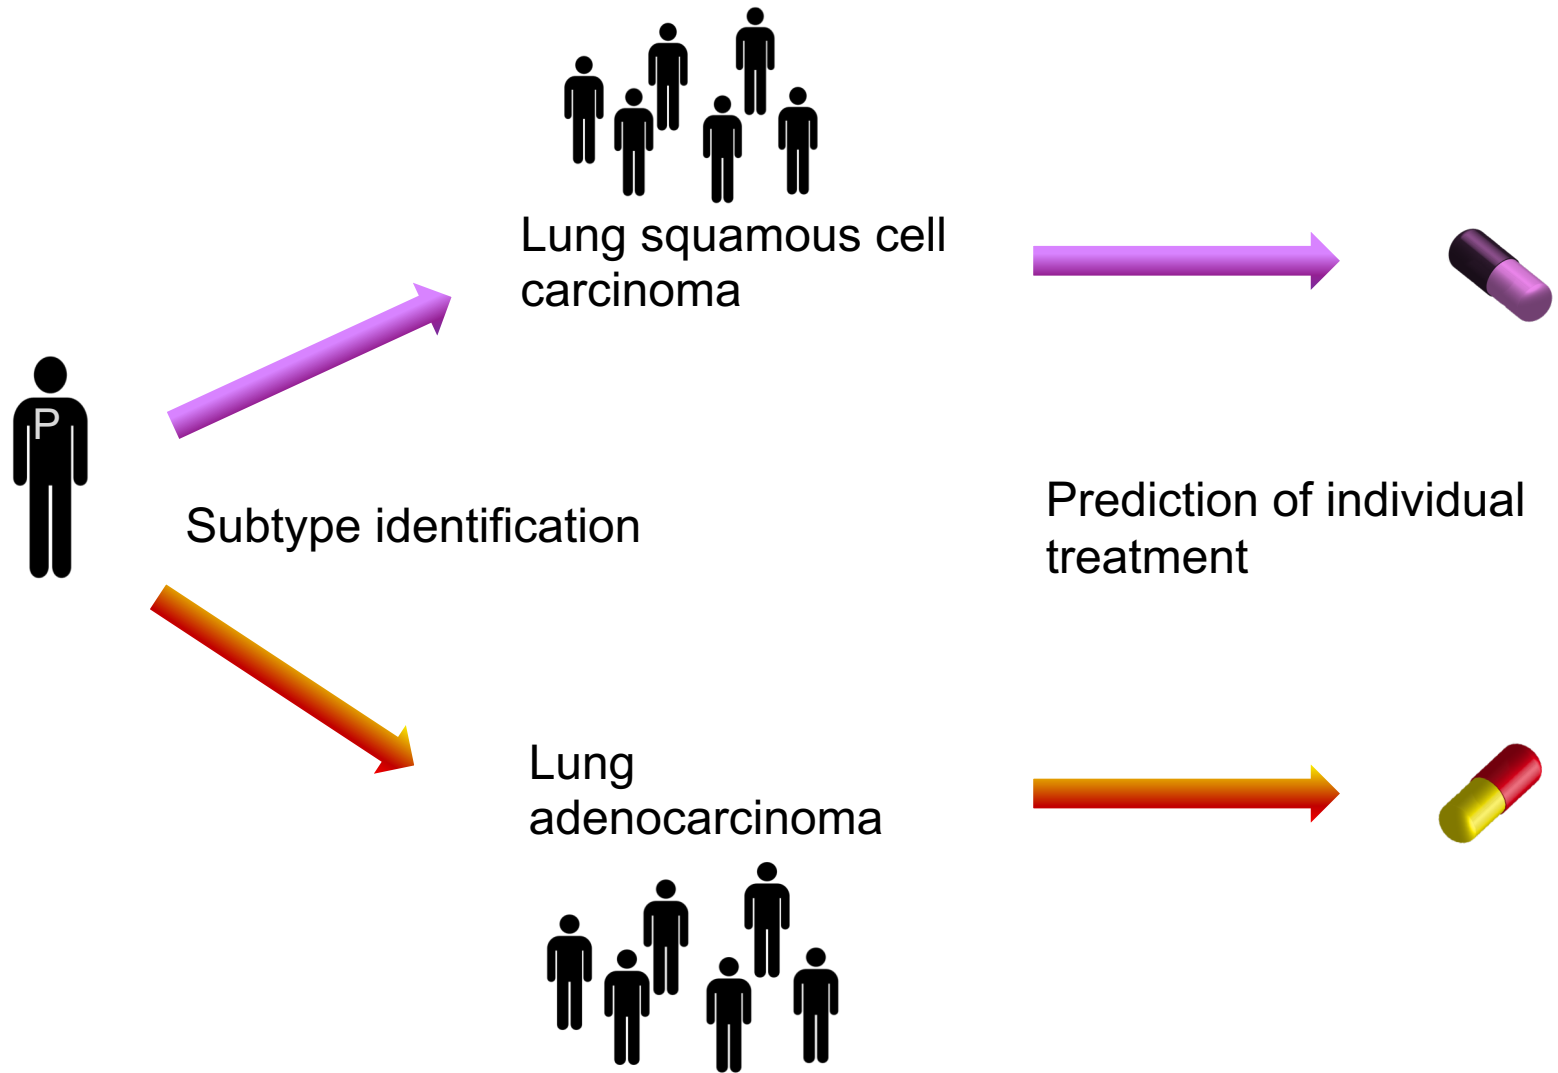 Lung squamous cell
carcinoma
P
Subtype identification
Prediction of individual
treatment
Lung
adenocarcinoma